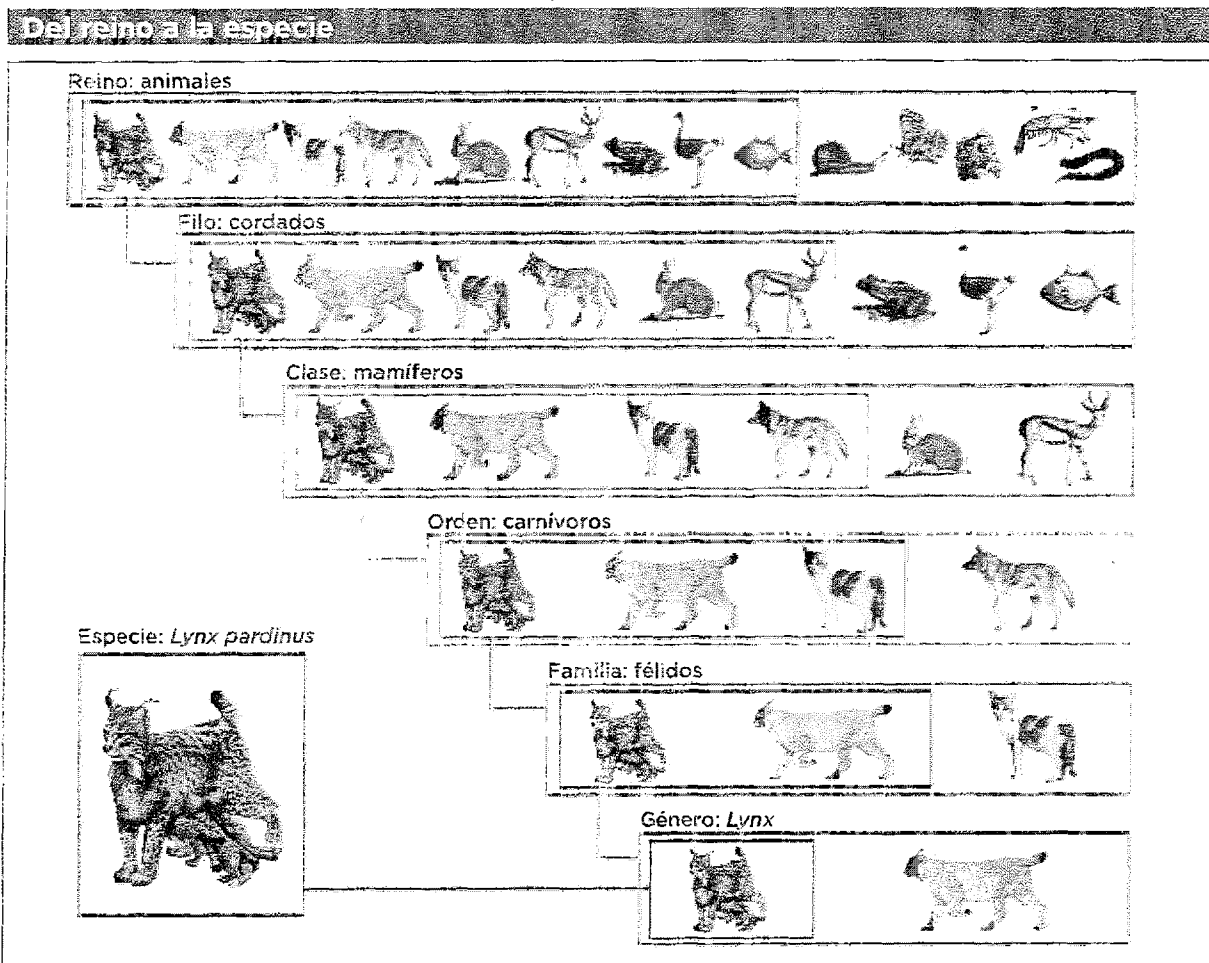 Del reino a la especie
Reino: animales
Filo: cordados
Clase: mamíferos
Orden: carnívoros
Especie: Lynx pardinus
Familia: félidos
Género: Lynx